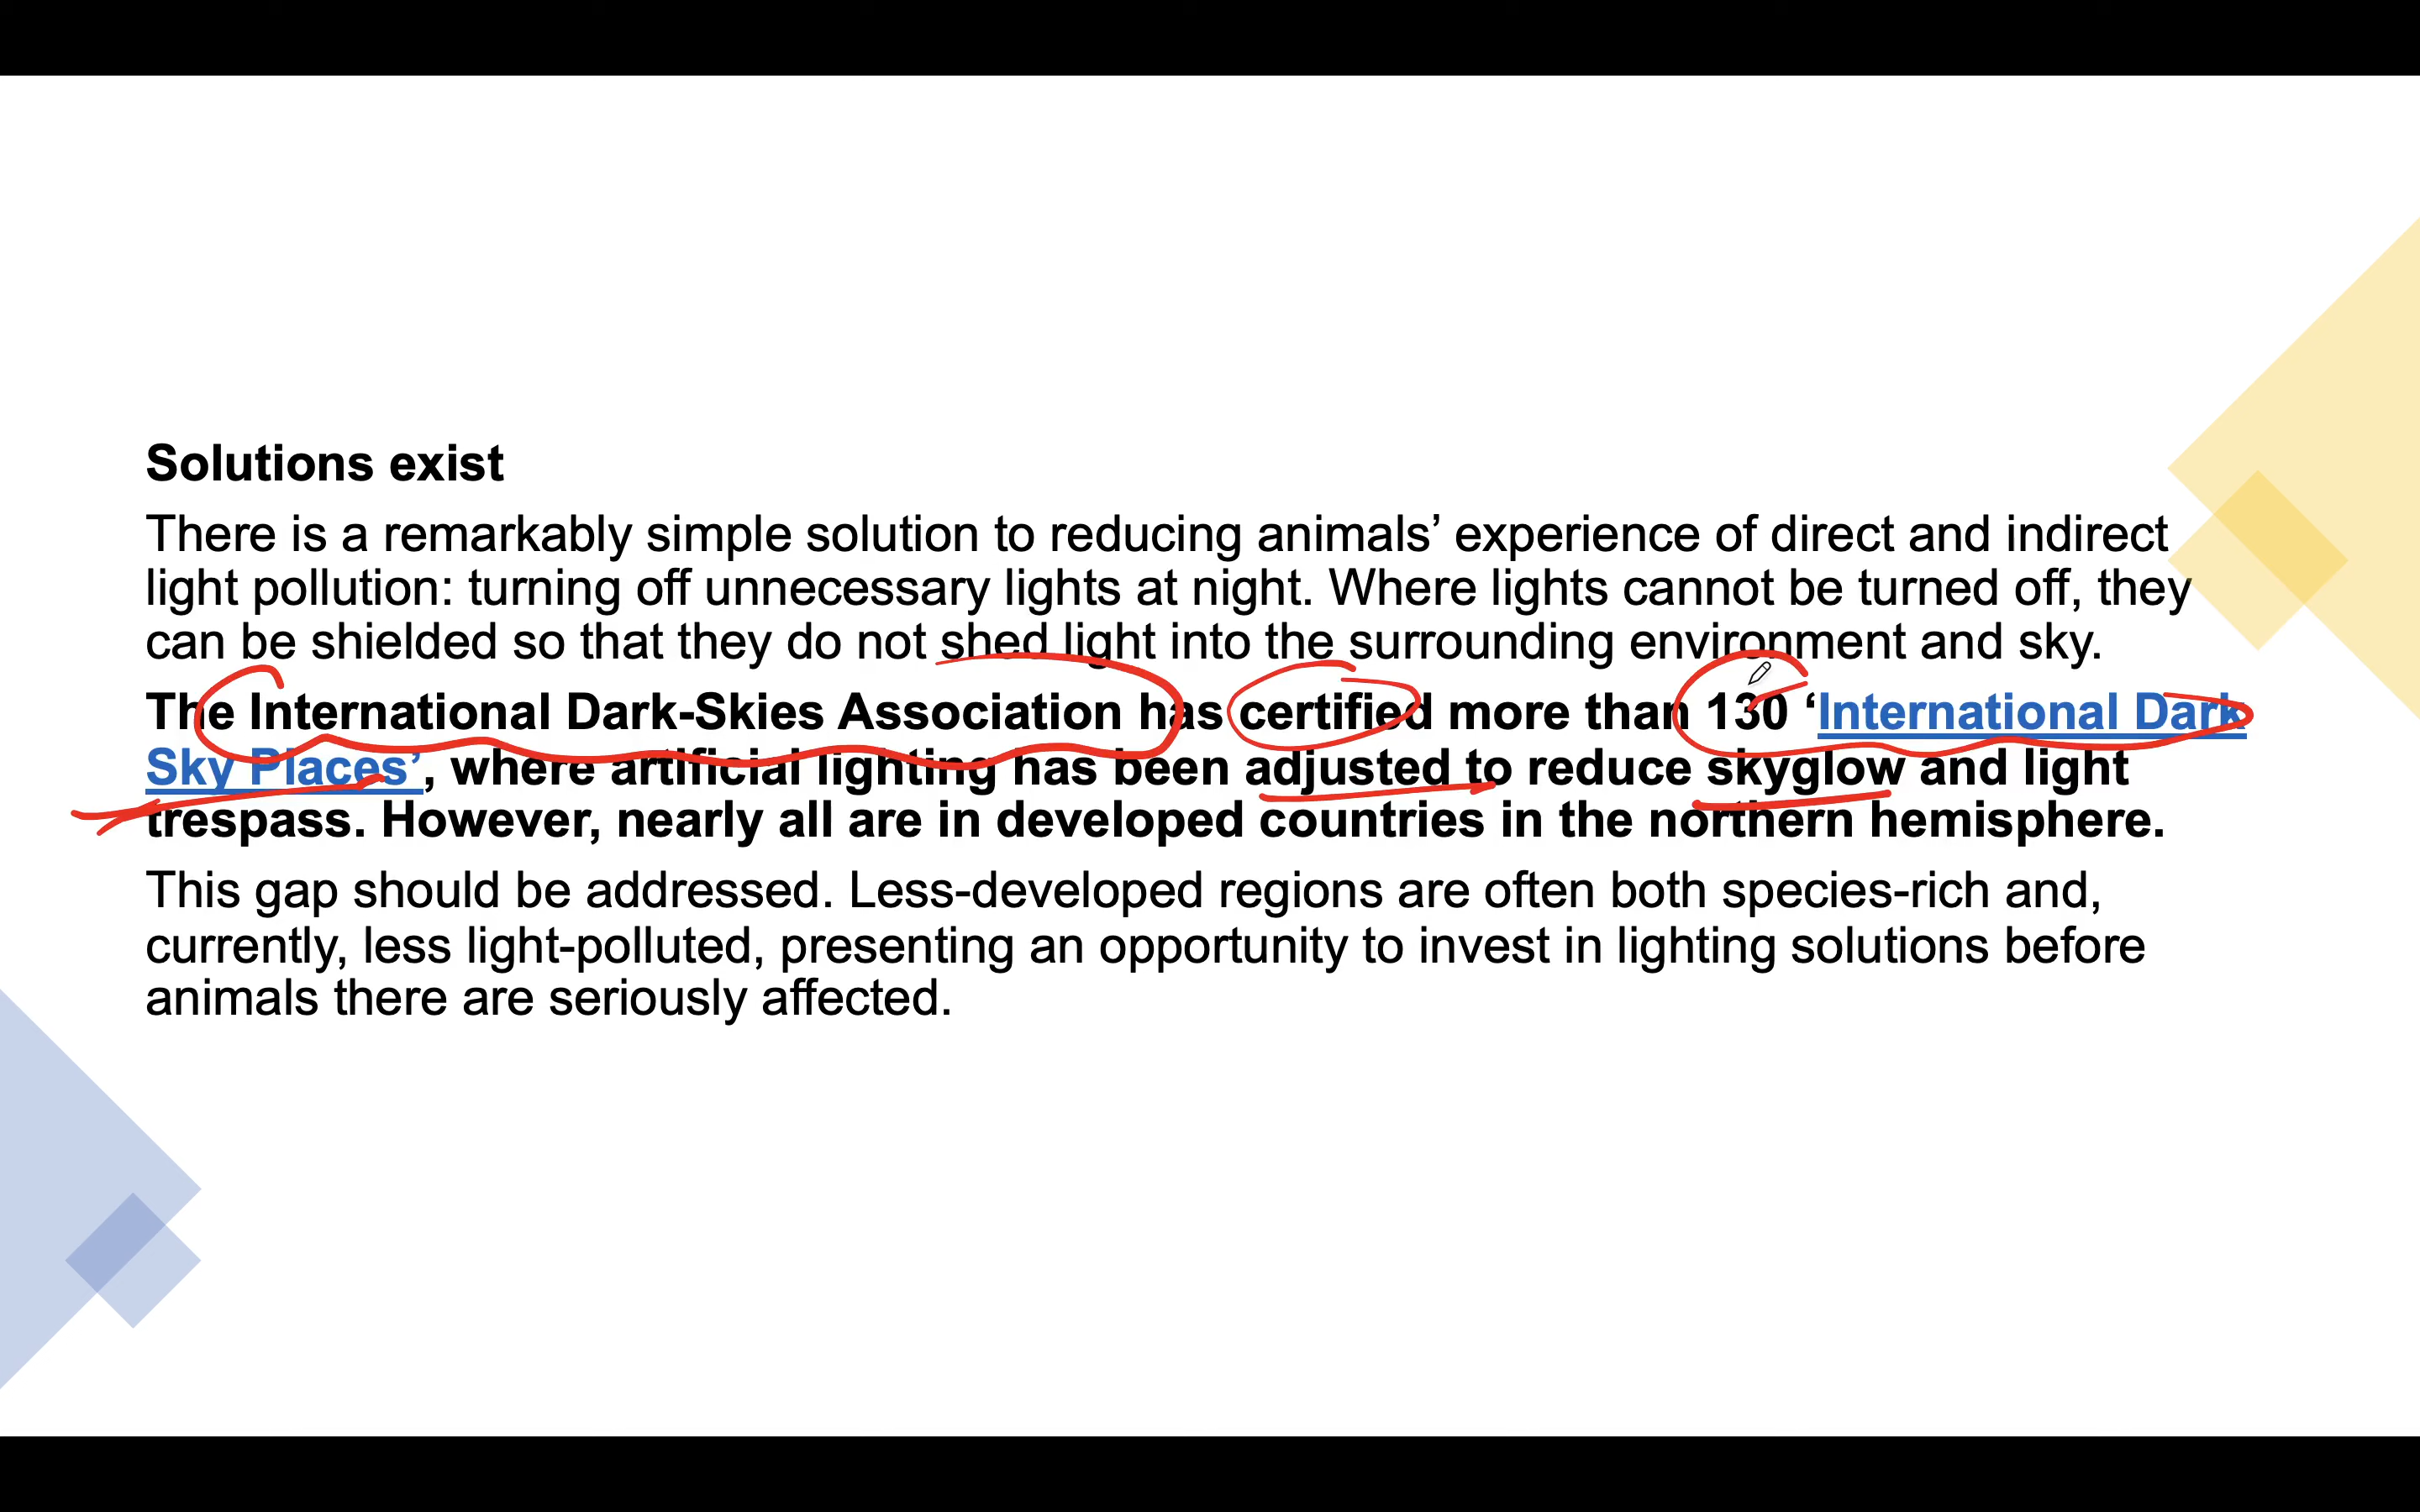 Solutions exist
There is a remarkably simple solution to reducing animals’ experience of direct and indirect
light pollution: turning off unnecessary lights at night. Where lights cannot be turned off, they
can be shielded so that they do not shed light into the surrounding environment and sky.
The International Dark-Skies Association has certified more than 130 ‘International Dark
Sky Places’, where artificial lighting has been adjusted to reduce skyglow and light
trespass. However, nearly all are in developed countries in the northern hemisphere.
This gap should be addressed. Less-developed regions are often both species-rich and,
currently, less light-polluted, presenting an opportunity to invest in lighting solutions before
animals there are seriously affected.